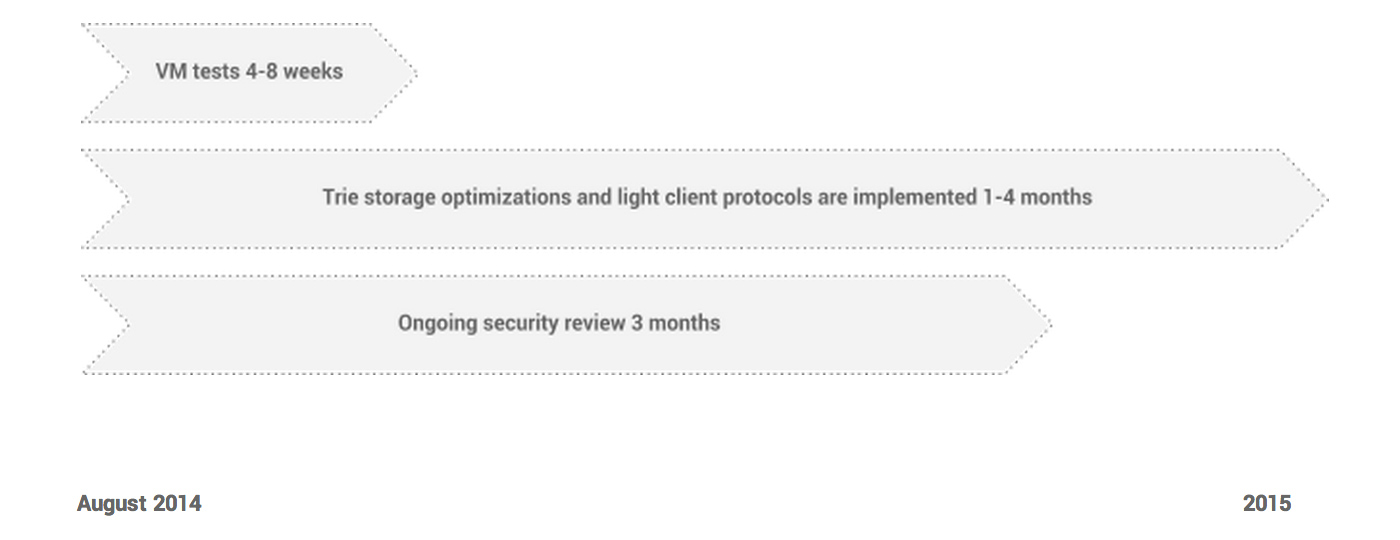 VM tests 4-8 weeks
Trie storage optimizations and light client protocols are implemented 1-4 months
Ongoing security review 3 months
August 2014
2015